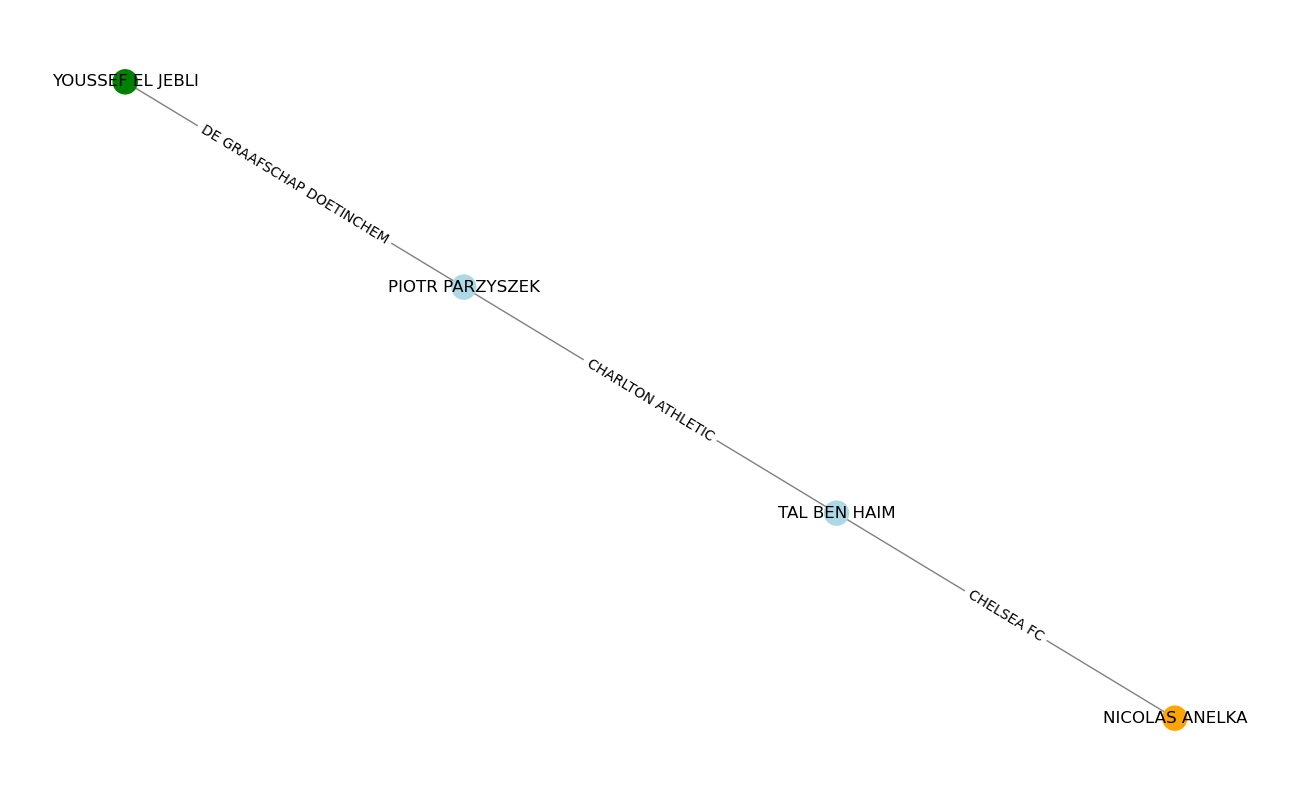 YOUSSEF EL JEBLI
DE GRAAFSCHAP DOETINCHEM
PIOTR PARZYSZEK
CHARLTON ATHLETIC
TAL BEN HAIM
CHELSEA FC
NICOLAS ANELKA